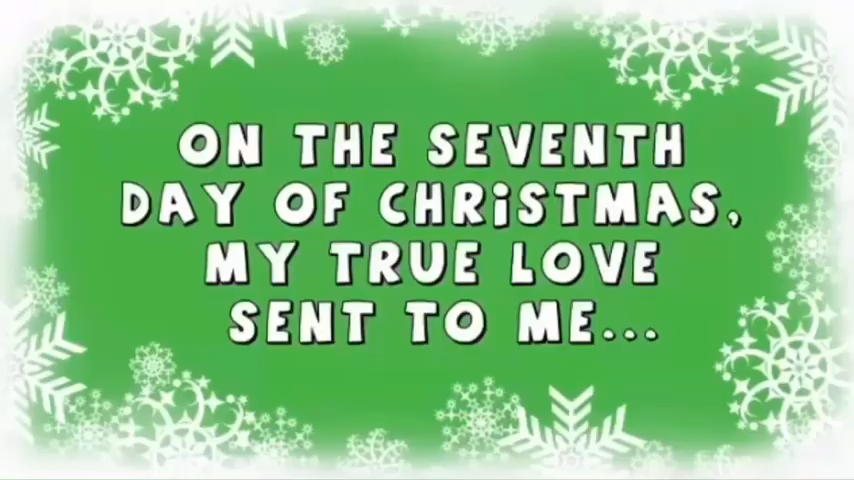 ON THE SEVENTH
DAY OF CHRiSTMAS,
MY TRUE LOVE
SENT TO ME...